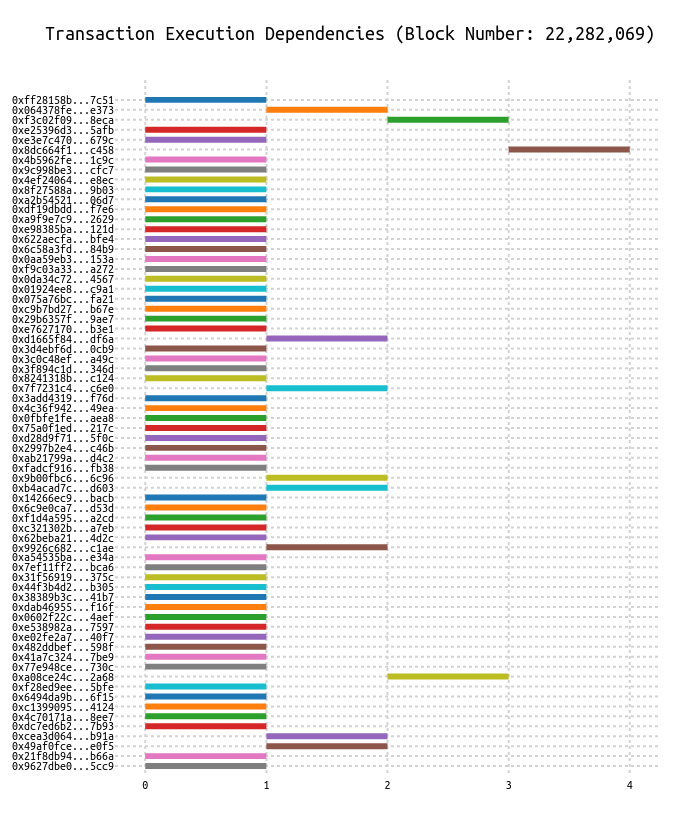 Transaction Execution Dependencies (Block Number: 22,282,069)
0xff28158b...7c51
0x064378fe...e373
0xf3c02f09...8eca
0xe25396d3...5afb
0xe3e7c470...679c
0x8dc664f1...c458
0x4b5962fe...1c9c
0x9c998be3...cfc7
0x4ef24064...e8ec
0x8f27588a...9b03
0xa2b54521...06d7
0xdf19dbdd...f7e6
0xa9f9e7c9...2629
0xe98385ba...121d
0x622aecfa...bfe4
0x6c58a3fd...84b9
0x0aa59eb3...153a
0xf9c03a33...a272
0x0da34c72...4567
0x01924ee8...c9a1
0x075a76bc...fa21
0xc9b7bd27...b67e
0x29b6357f...9ae7
0xe7627170...b3e1
0xd1665f84...df6a
0x3d4ebf6d...0cb9
0x3c0c48ef...a49c
0x3f894c1d...346d
0x8241318b...c124
0x7f7231c4...c6e0
0x3add4319...f76d
0x4c36f942...49ea
0x0fbfe1fe...aea8
0x75a0f1ed...217c
0xd28d9f71...5f0c
0x2997b2e4...c46b
0xab21799a...d4c2
0xfadcf916...fb38
0x9b00fbc6...6c96
0xb4acad7c...d603
0x14266ec9...bacb
0x6c9e0ca7...d53d
0xf1d4a595...a2cd
0xc321302b...a7eb
0x62beba21...4d2c
0x9926c682...c1ae
0xa54535ba...e34a
0x7ef11ff2...bca6
0x31f56919...375c
0x44f3b4d2...b305
0x38389b3c...41b7
0xdab46955...f16f
0x0602f22c...4aef
0xe538982a...7597
0xe02fe2a7...40f7
0x482ddbef...598f
0x41a7c324...7be9
0x77e948ce...730c
0xa08ce24c...2a68
0xf28ed9ee...5bfe
0x6494da9b...6f15
0xc1399095...4124
0x4c70171a...8ee7
0xdc7ed6b2...7b93
0xcea3d064...b91a
0x49af0fce...e0f5
0x21f8db94...b66a
0x9627dbe0...5cc9
0 1 2 3 4